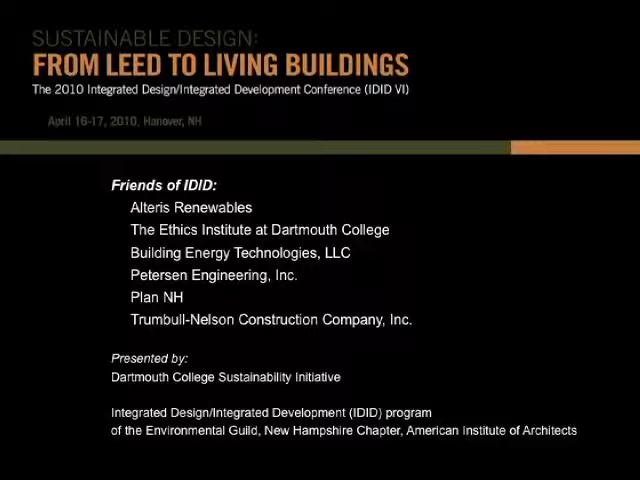 SUSTAINABLE DESIGN:
FROM LEED TO LIVING BUILDINGS
The 2010 Integrated Design/Integrated Development Conference (IDID VI)
April 16-17, 2010, Hanover, NH
Friends of IDID:
Alteris Renewables
The Ethics Institute at Dartmouth College
Building Energy Technologies, LLC
Petersen Engineering, Inc.
Plan NH
Trumbull-Nelson Construction Company, Inc.
Presented by:
Dartmouth College Sustainability Initiative
Integrated Design/Integrated Development (IDID) program
of the Environmental Guild, New Hampshire Chapter, American Institute of Architects